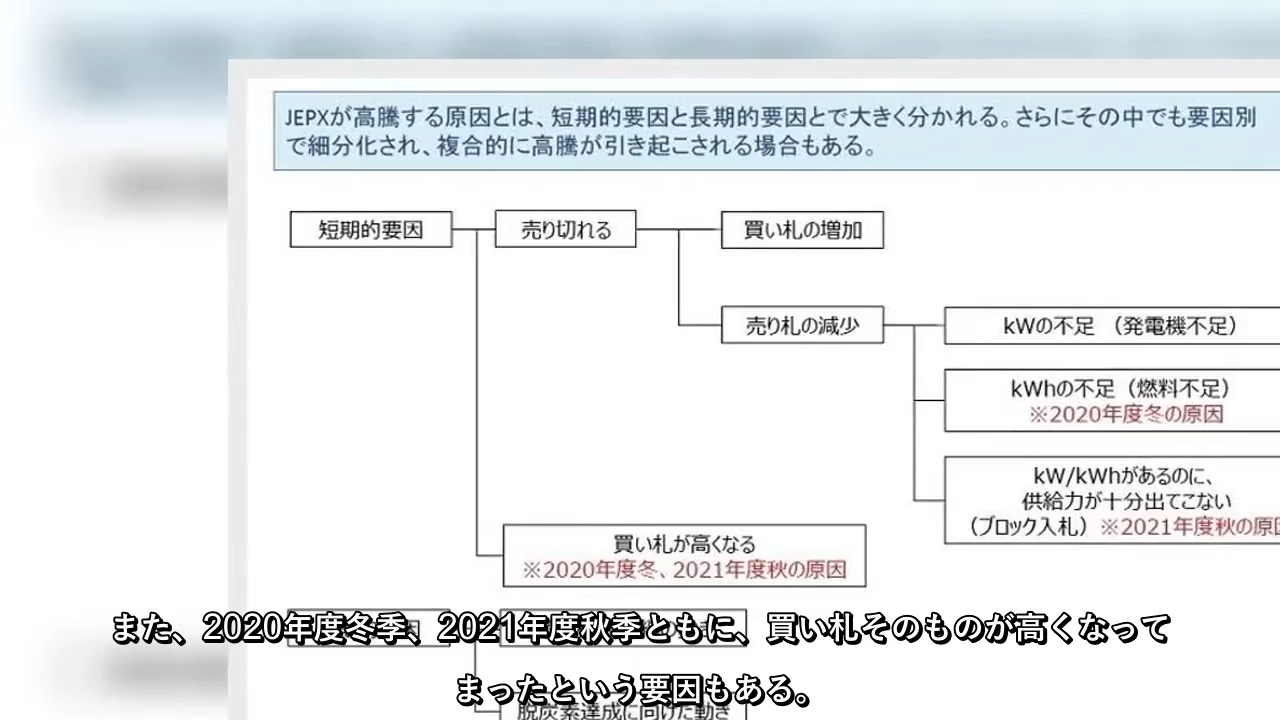 JEPXが高騰する原因とは、短期的要因と長期的要因とで大きく分かれる。さらにその中でも要因別
で細分化され、複合的に高騰が引き起こされる場合もある。
短期的要因
売り切れる
買い札の増加
売り札の減少
kWの不足 （発電機不足）
kWhの不足（燃料不足）
※2020年度冬の原因
kW/kWhがあるのに、
供給力が十分出てこない
（ブロック入札）※2021年度秋の原
買い札が高くなる
※2020年度冬、2021年度秋の原因
また、2020年度冬季、2021年度秋季ともに、買い札そのものが高くなって
まったという要因もある。
脱炭素達成に向けた動き